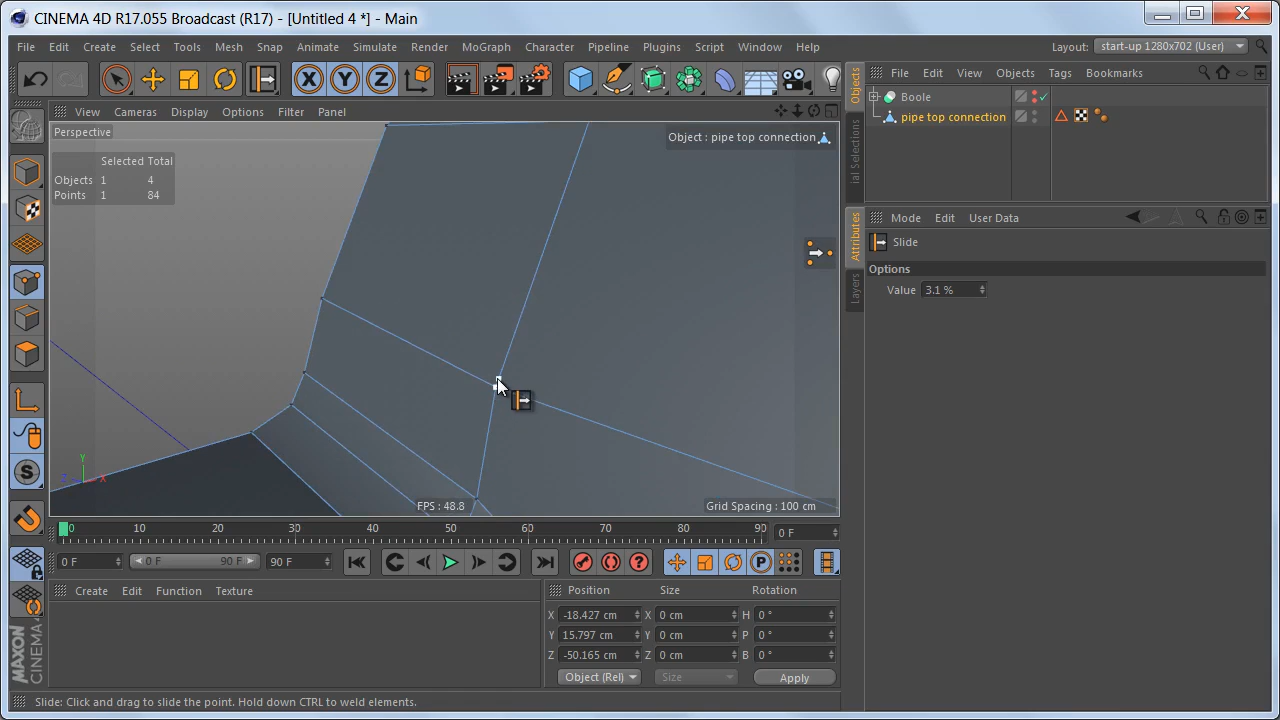 CINEMA 4D R17.055 Broadcast (R17) - [Untitled 4 *] - Main
File Edit Create Select Tools Mesh Snap Animate Simulate Render MoGraph Character Pipeline Plugins Script Window Help Layout: start-up 1280x702 (User)
X Y Z
File Edit View Objects Tags Bookmarks
Objects
Boole
pipe top connection
ial Selections
View Cameras Display Options Filter Panel
Perspective
Object : pipe top connection
Selected Total
Objects 1 4
Points 1 84
Mode Edit User Data
Attributes
Layers
Slide
Options
Value 3.1 %
Y
Z X
FPS : 48.8
Grid Spacing : 100 cm
S
0 10 20 30 40 50 60 70 80 90 0 F
0 F 0 F 90 F 90 F
P
Create Edit Function Texture
Position Size Rotation
X -18.427 cm X 0 cm H 0 °
Y 15.797 cm Y 0 cm P 0 °
Z -50.165 cm Z 0 cm B 0 °
Object (Rel) Size Apply
MAXON
CINEMA 4D
Slide: Click and drag to slide the point. Hold down CTRL to weld elements.